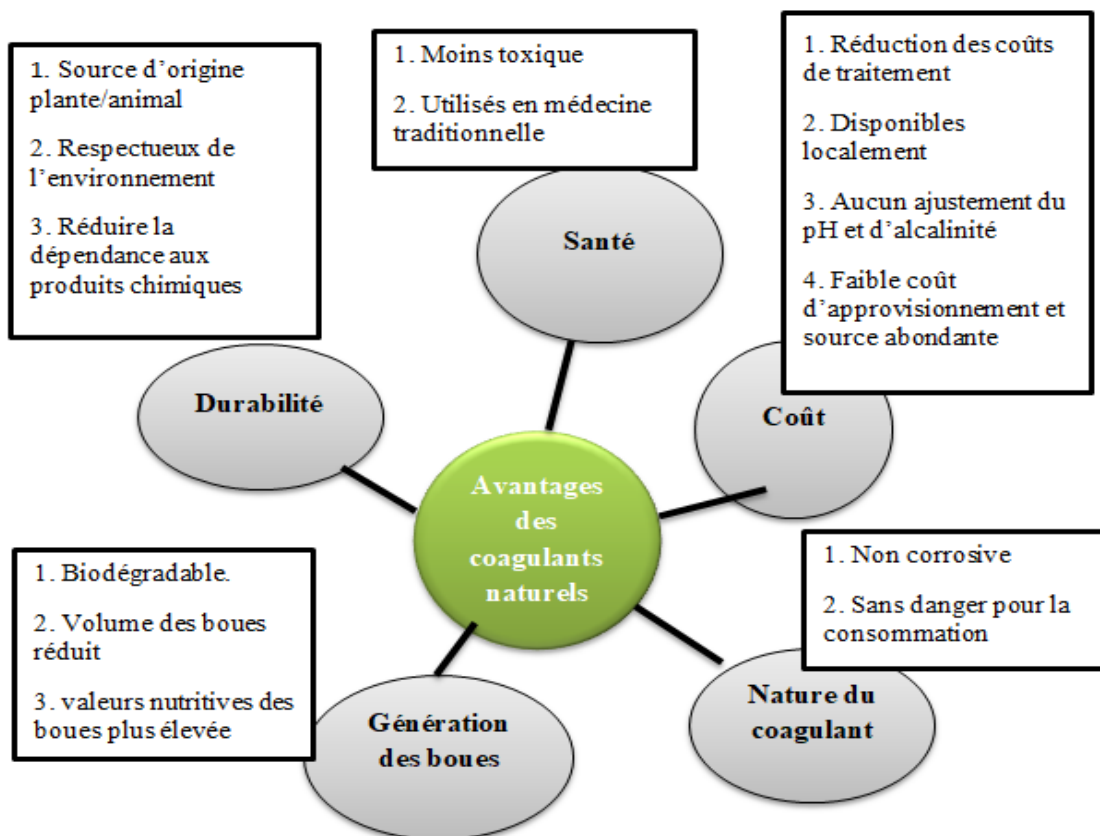 1. Source d’origine
plante/animal
2. Respectueux de
l’environnement
3. Réduire la
dépendance aux
produits chimiques
1. Moins toxique
2. Utilisés en médecine
traditionnelle
1. Réduction des coûts
de traitement
2. Disponibles
localement
3. Aucun ajustement du
pH et d’alcalinité
4. Faible coût
d’approvisionnement et
source abondante
Santé
Durabilité
Coût
Avantages
des
coagulants
naturels
1. Biodégradable.
2. Volume des boues
réduit
3. valeurs nutritives des
boues plus élevée
1. Non corrosive
2. Sans danger pour la
consommation
Génération
des boues
Nature du
coagulant